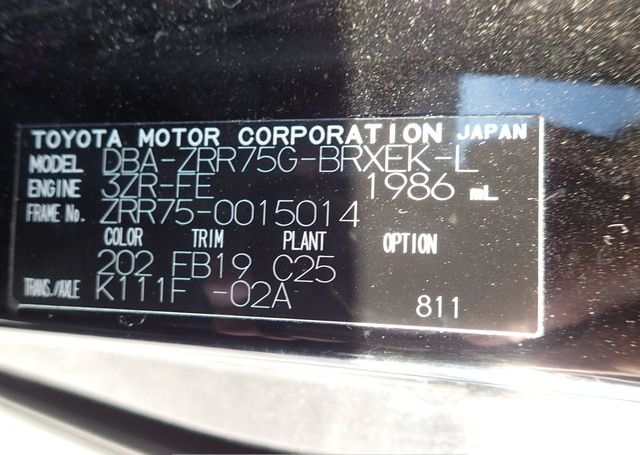 TOYOTA MOTOR CORPORATION JAPAN
MODEL DBA-ZRR75G-BRXEK-L
ENGINE 3ZR-FE 1986 mL
FRAME No. ZRR75-0015014
COLOR TRIM PLANT OPTION
202 FB19 C25
TRANS./AXLE K111F -02A 811